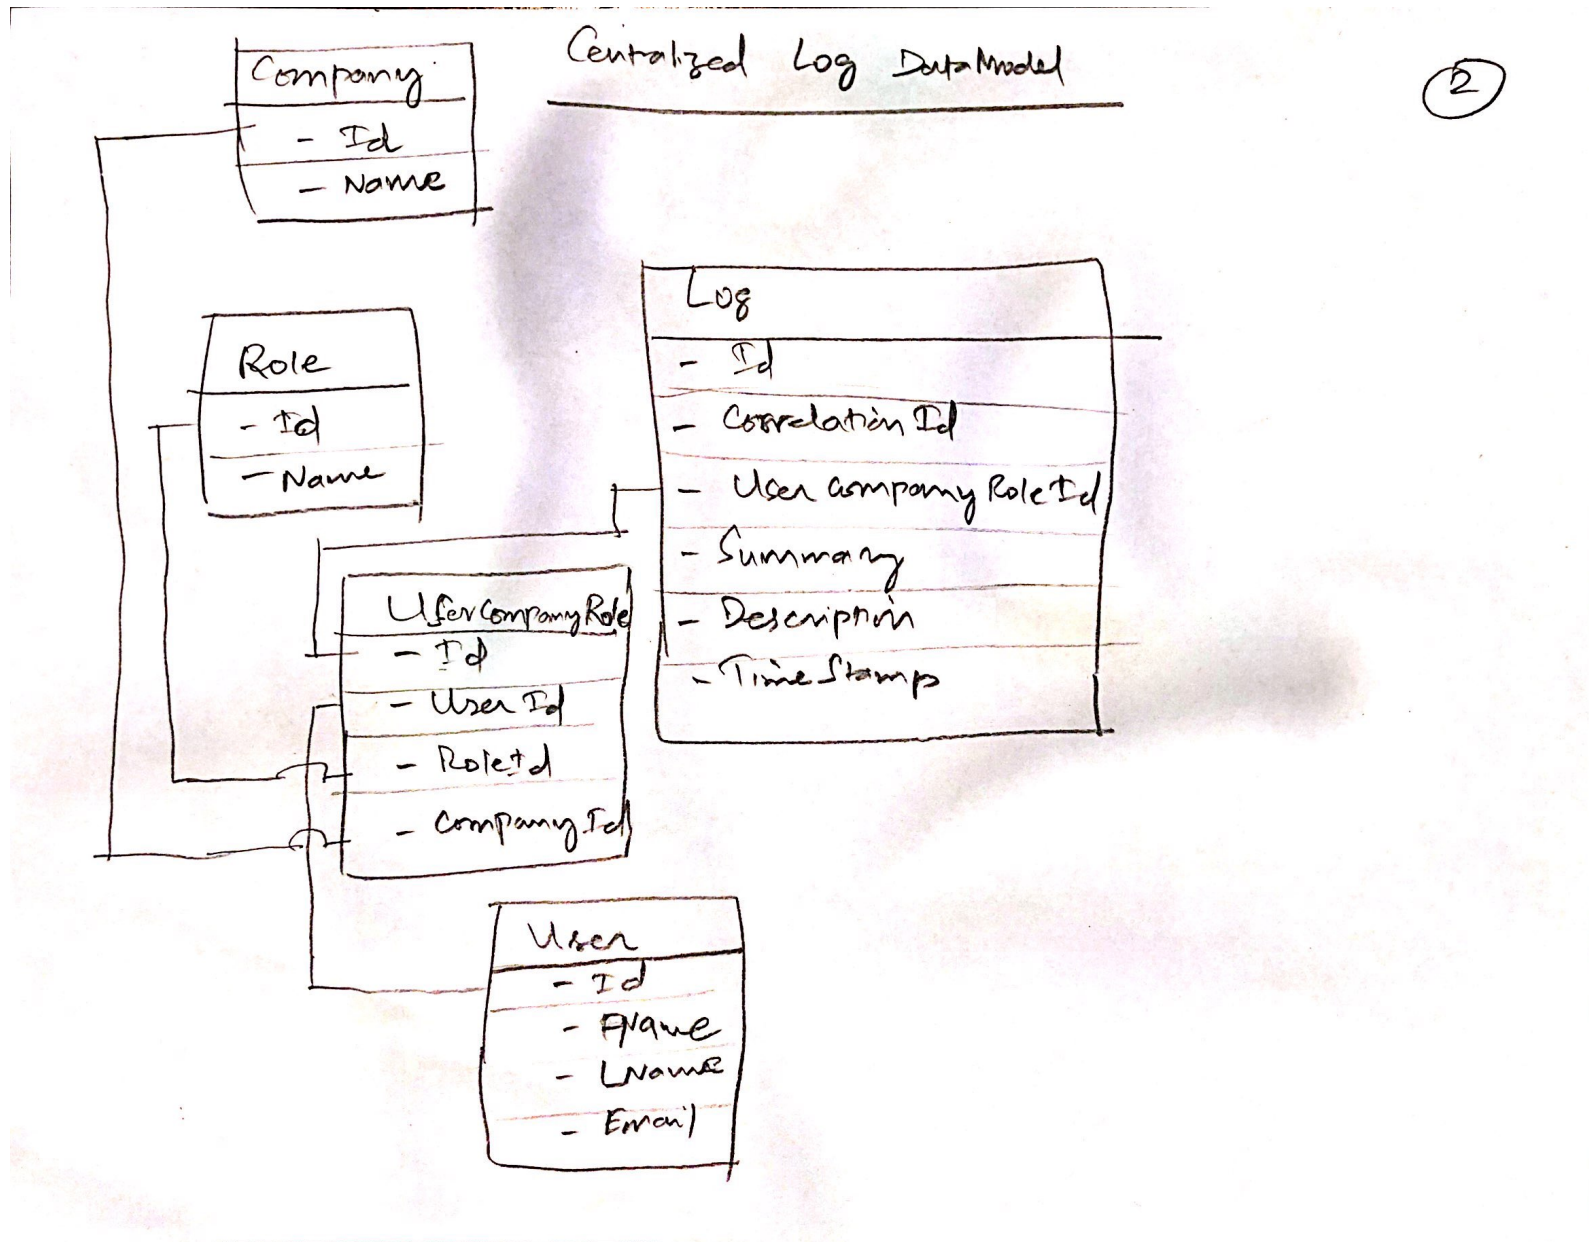 Centralized Log DataModel
2
Company
- Id
- Name
Role
- Id
- Name
Log
- Id
- Correlation Id
- User Company Role Id
- Summary
- Description
- Time Stamp
UserCompanyRole
- Id
- User Id
- RoleId
- Company Id
User
- Id
- FName
- LName
- Email